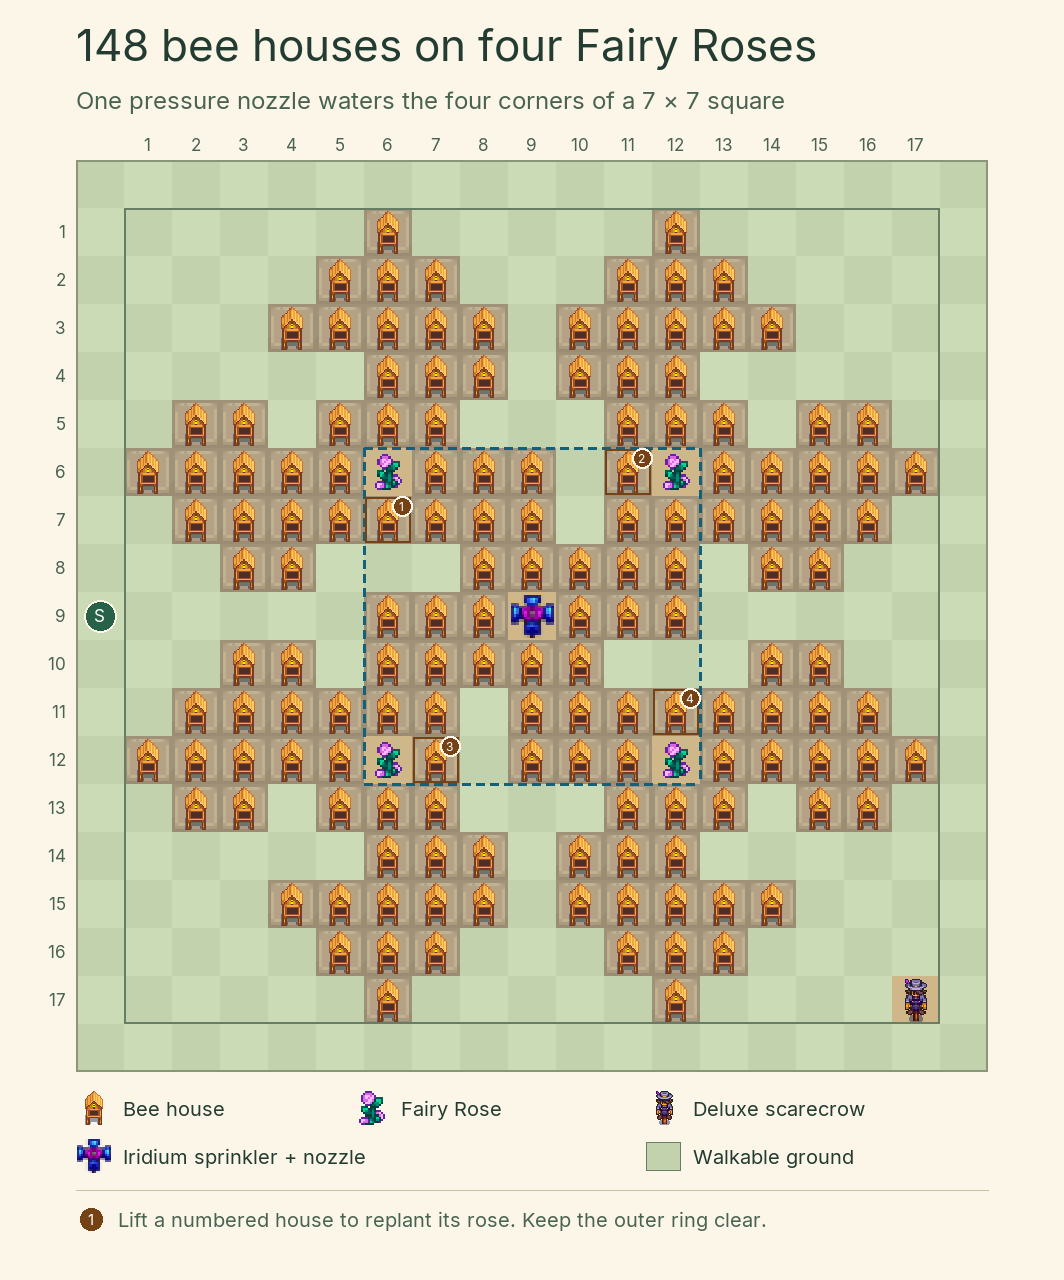 148 bee houses on four Fairy Roses
One pressure nozzle waters the four corners of a 7 × 7 square
1 2 3 4 5 6 7 8 9 10 11 12 13 14 15 16 17
1
2
3
4
5
6 2
7 1
8
9 S
10
11 4
12 3
13
14
15
16
17
Bee house Fairy Rose Deluxe scarecrow
Iridium sprinkler + nozzle Walkable ground
1 Lift a numbered house to replant its rose. Keep the outer ring clear.